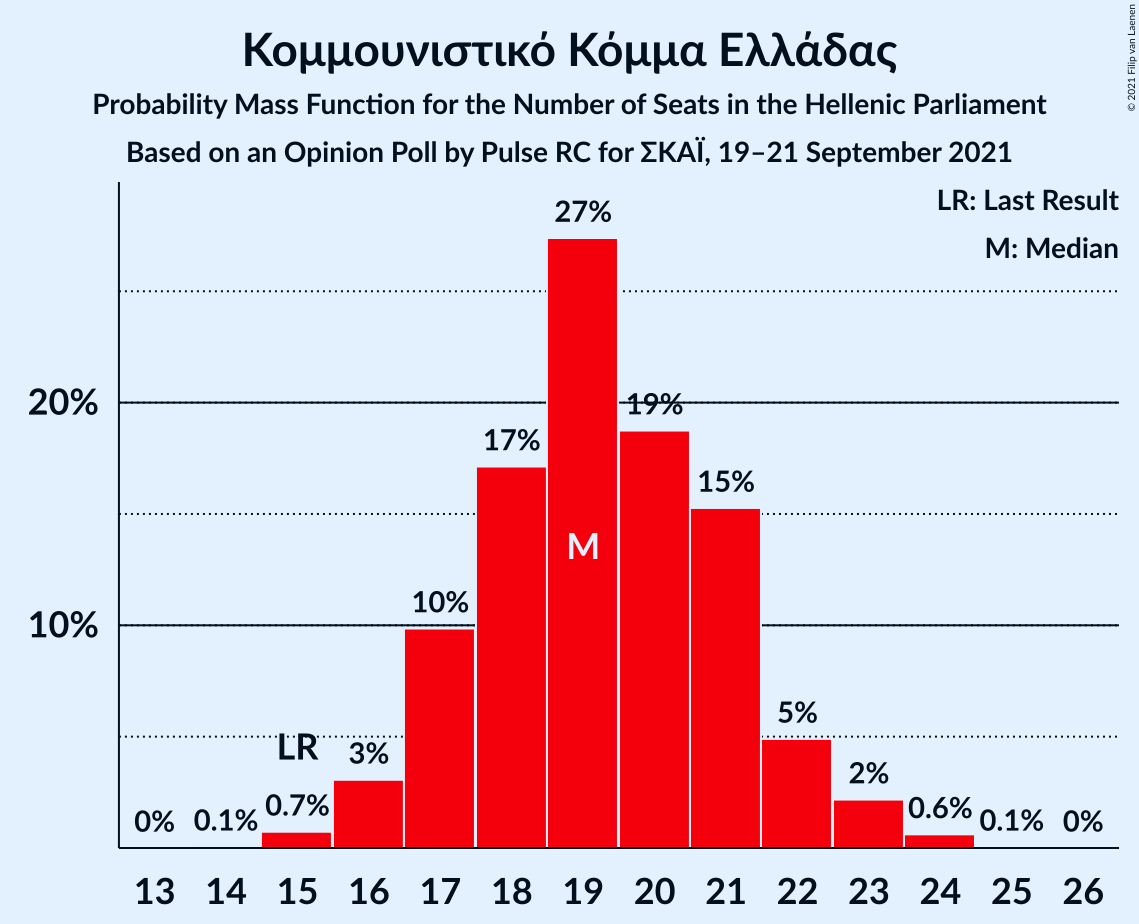 Κομμουνιστικό Κόμμα Ελλάδας
Probability Mass Function for the Number of Seats in the Hellenic Parliament
Based on an Opinion Poll by Pulse RC for ΣΚΑΪ, 19–21 September 2021
© 2021 Filip van Laenen
LR: Last Result
M: Median
27%
20%
19%
17%
15%
M
10%
10%
5%
LR
3%
2%
0.7%
0.6%
0%
0.1%
0.1%
0%
13 14 15 16 17 18 19 20 21 22 23 24 25 26